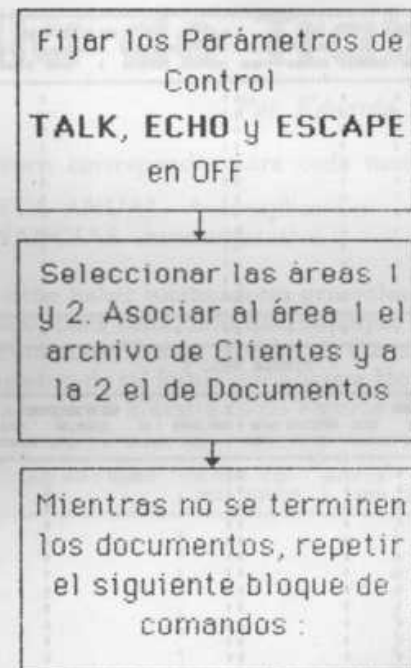 Fijar los Parámetros de
Control
TALK, ECHO y ESCAPE
en OFF
Seleccionar las áreas 1
y 2. Asociar al área 1 el
archivo de Clientes y a
la 2 el de Documentos
Mientras no se terminen
los documentos, repetir
el siguiente bloque de
comandos :